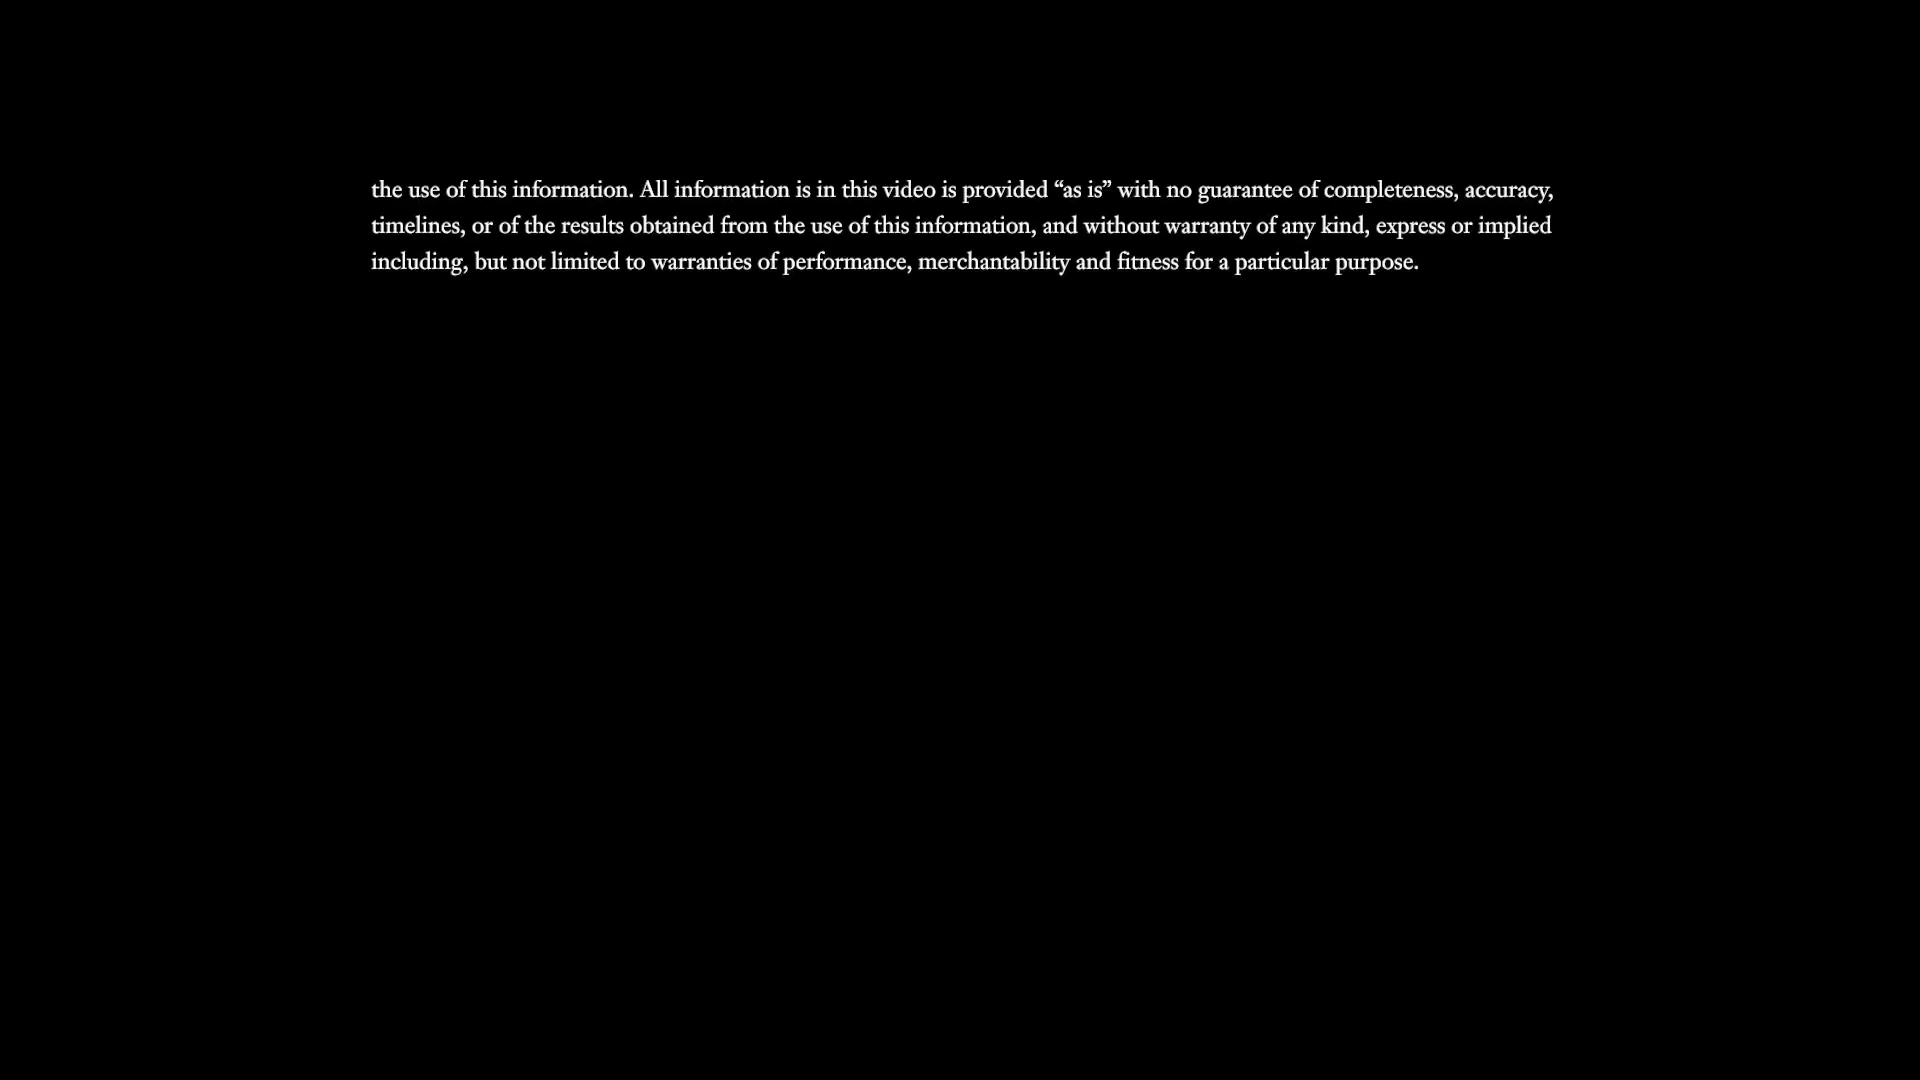 the use of this information. All information is in this video is provided “as is” with no guarantee of completeness, accuracy,
timelines, or of the results obtained from the use of this information, and without warranty of any kind, express or implied
including, but not limited to warranties of performance, merchantability and fitness for a particular purpose.